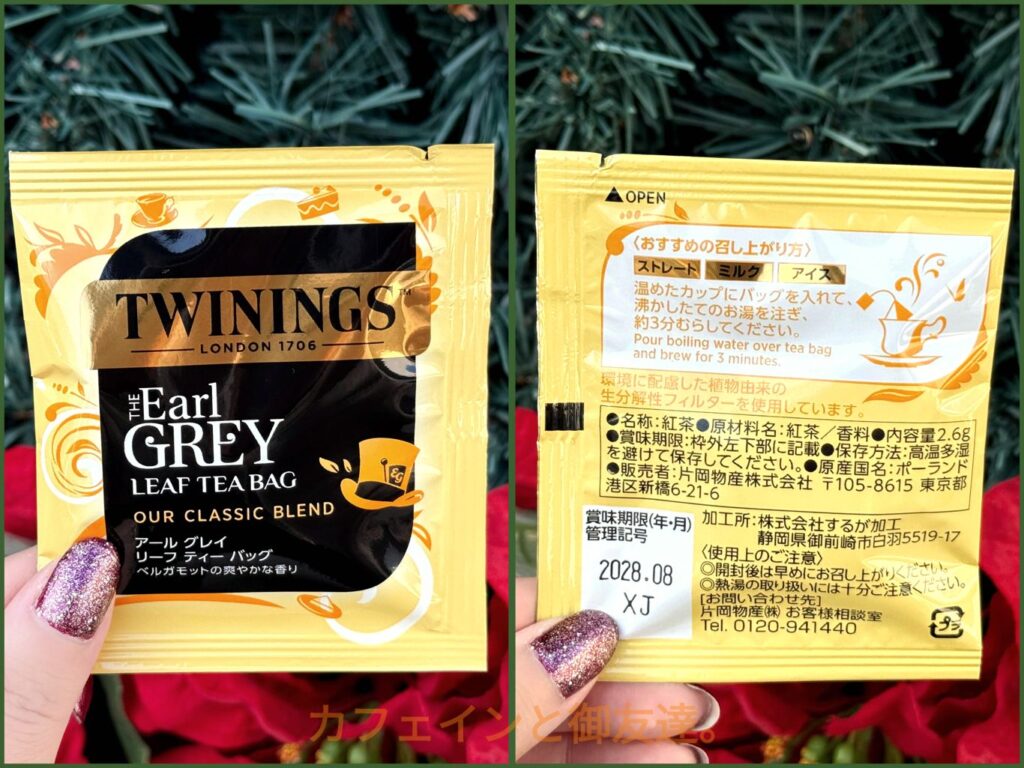 TWININGS™
LONDON 1706
THE Earl
GREY
LEAF TEA BAG
OUR CLASSIC BLEND
アール グレイ
リーフ ティー バッグ
ベルガモットの爽やかな香り
E G
▲OPEN
〈おすすめの召し上がり方〉
ストレート ミルク アイス
温めたカップにバッグを入れて、
沸かしたてのお湯を注ぎ、
約3分むらしてください。
Pour boiling water over tea bag
and brew for 3 minutes.
環境に配慮した植物由来の
生分解性フィルターを使用しています。
●名称:紅茶●原材料名:紅茶/香料●内容量2.6g
●賞味期限:枠外左下部に記載●保存方法:高温多湿
を避けて保存してください。●原産国名:ポーランド
●販売者:片岡物産株式会社 〒105-8615 東京都
港区新橋6-21-6
賞味期限(年・月)
管理記号
2028.08
XJ
加工所:株式会社するが加工
静岡県御前崎市白羽5519-17
〈使用上のご注意〉
○開封後は早めにお召し上がりください。
○熱湯の取り扱いには十分ご注意ください。
[お問い合わせ先]
片岡物産㈱ お客様相談室
Tel. 0120-941440
プラ
カフェインと御友達。